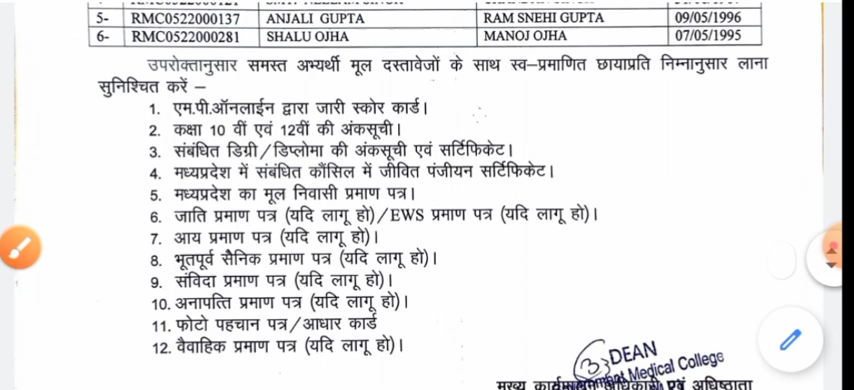 5- RMC0522000137 ANJALI GUPTA RAM SNEHI GUPTA 09/05/1996
6- RMC0522000281 SHALU OJHA MANOJ OJHA 07/05/1995
उपरोक्तानुसार समस्त अभ्यर्थी मूल दस्तावेजों के साथ स्व–प्रमाणित छायाप्रति निम्नानुसार लाना
सुनिश्चित करें –
1. एम.पी.ऑनलाईन द्वारा जारी स्कोर कार्ड।
2. कक्षा 10 वीं एवं 12वीं की अंकसूची।
3. संबंधित डिग्री/डिप्लोमा की अंकसूची एवं सर्टिफिकेट।
4. मध्यप्रदेश में संबंधित कौंसिल में जीवित पंजीयन सर्टिफिकेट।
5. मध्यप्रदेश का मूल निवासी प्रमाण पत्र।
6. जाति प्रमाण पत्र (यदि लागू हो)/EWS प्रमाण पत्र (यदि लागू हो)।
7. आय प्रमाण पत्र (यदि लागू हो)।
8. भूतपूर्व सैनिक प्रमाण पत्र (यदि लागू हो)।
9. संविदा प्रमाण पत्र (यदि लागू हो)।
10. अनापत्ति प्रमाण पत्र (यदि लागू हो)।
11. फोटो पहचान पत्र/आधार कार्ड
12. वैवाहिक प्रमाण पत्र (यदि लागू हो)।
DEAN
Medical College
मुख्य अधिकारी एवं अधिष्ठाता